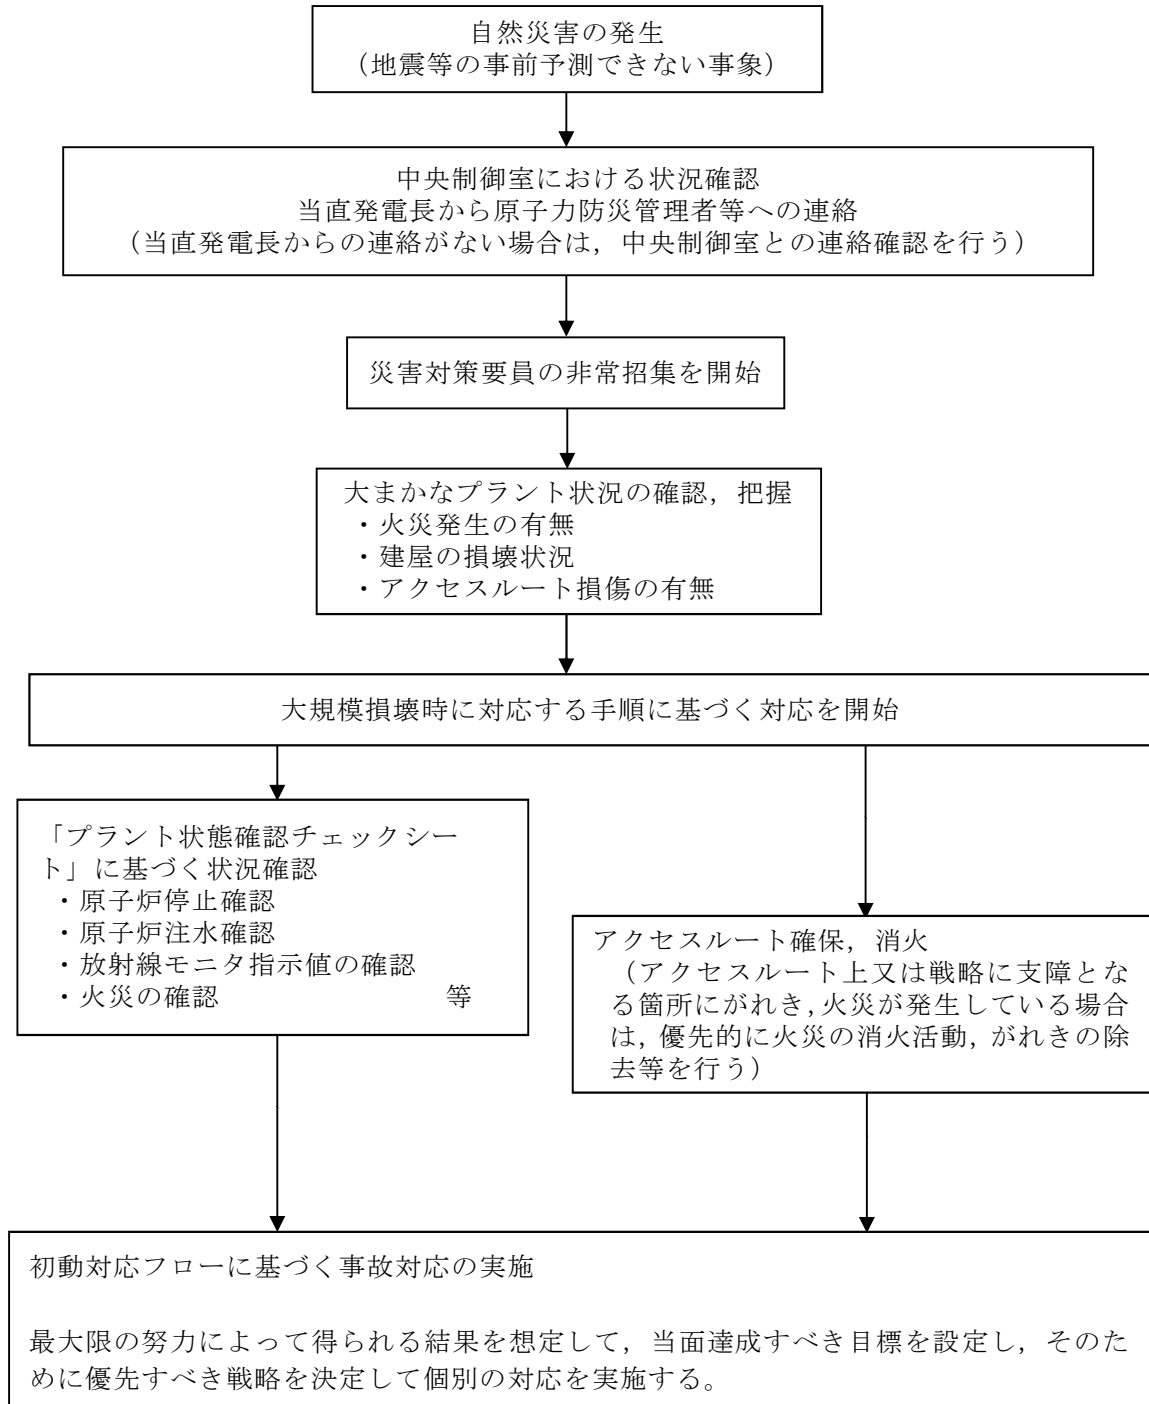 自然災害の発生
（地震等の事前予測できない事象）
中央制御室における状況確認
当直発電長から原子力防災管理者等への連絡
（当直発電長からの連絡がない場合は，中央制御室との連絡確認を行う）
災害対策要員の非常招集を開始
大まかなプラント状況の確認，把握
・火災発生の有無
・建屋の損壊状況
・アクセスルート損傷の有無
大規模損壊時に対応する手順に基づく対応を開始
「プラント状態確認チェックシー
ト」に基づく状況確認
・原子炉停止確認
・原子炉注水確認
・放射線モニタ指示値の確認
・火災の確認　　　　　　　等
アクセスルート確保，消火
（アクセスルート上又は戦略に支障とな
る箇所にがれき，火災が発生している場合
は，優先的に火災の消火活動，がれきの除
去等を行う）
初動対応フローに基づく事故対応の実施
最大限の努力によって得られる結果を想定して，当面達成すべき目標を設定し，そのた
めに優先すべき戦略を決定して個別の対応を実施する。